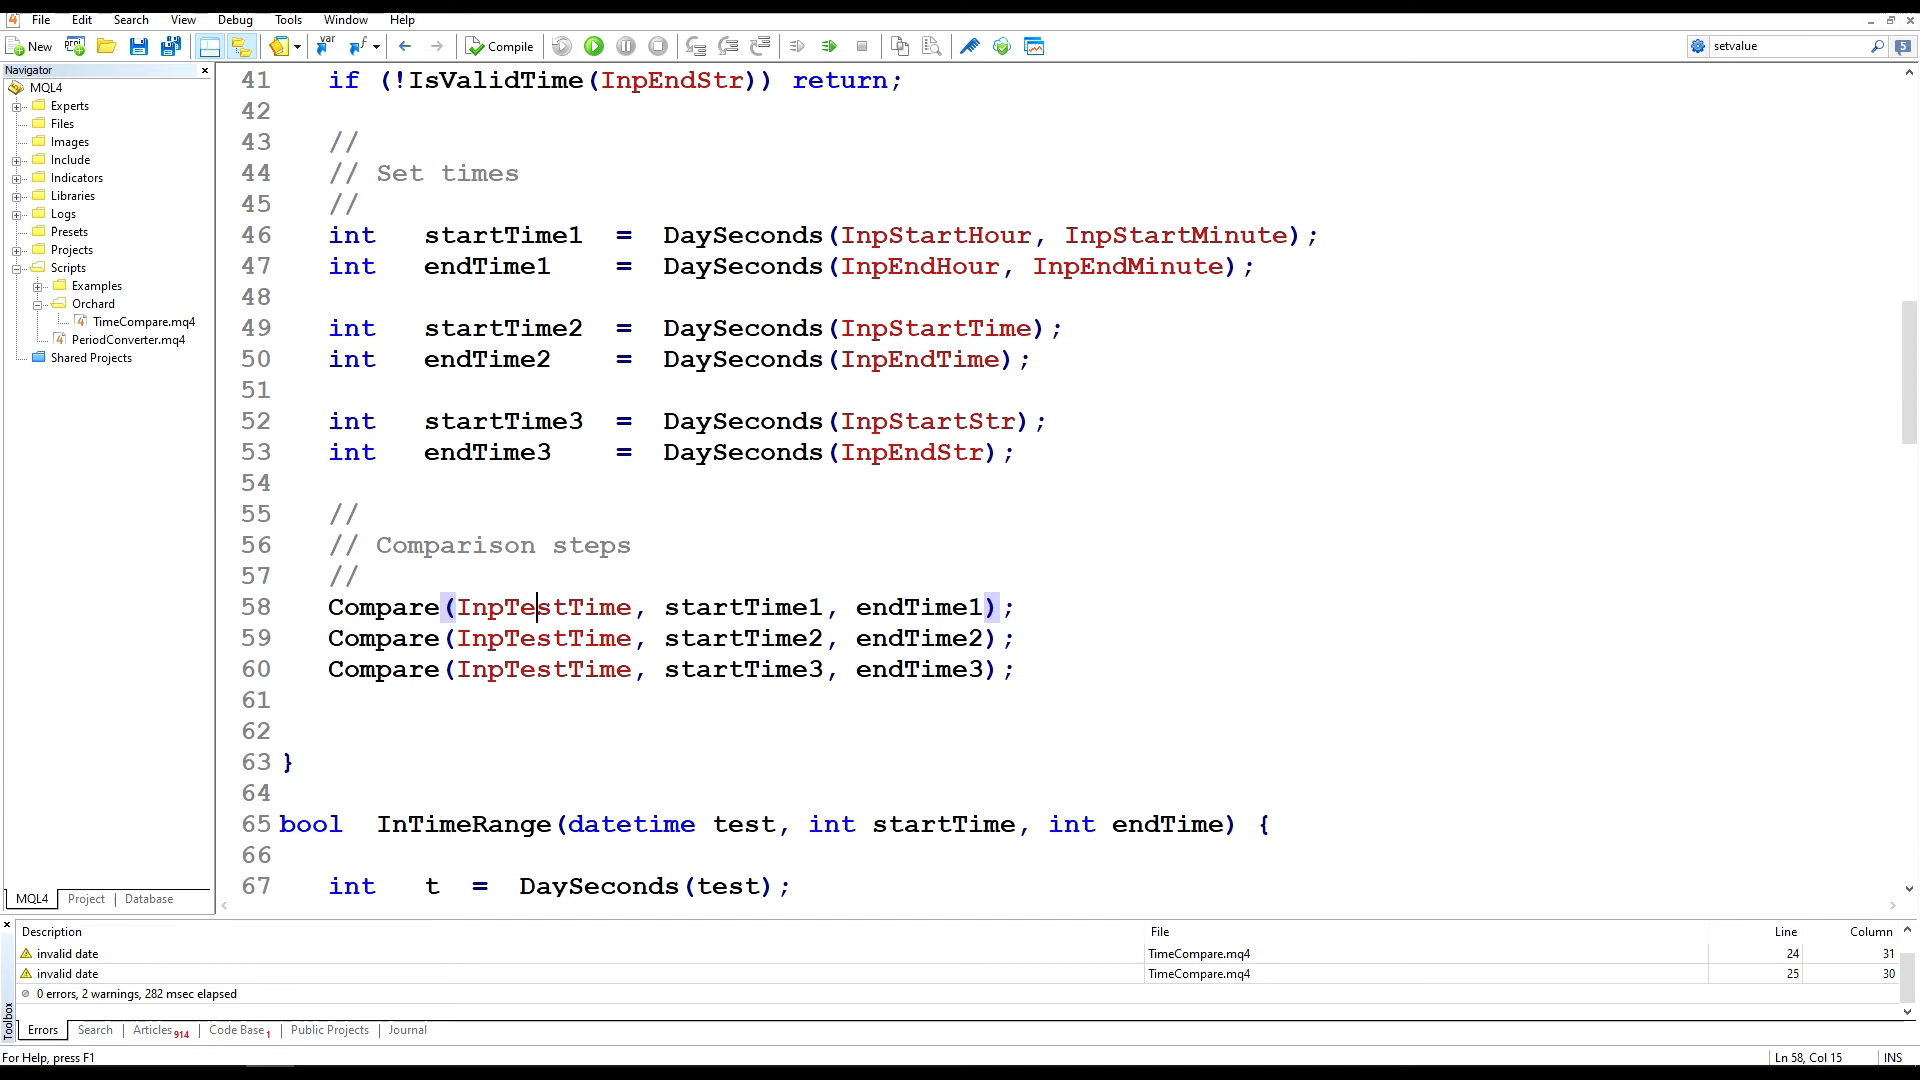 File Edit Search View Debug Tools Window Help
New Compile setvalue 5
Navigator
MQL4
Experts
Files
Images
Include
Indicators
Libraries
Logs
Presets
Projects
Scripts
Examples
Orchard
TimeCompare.mq4
PeriodConverter.mq4
Shared Projects
MQL4 Project Database
41 if (!IsValidTime(InpEndStr)) return;
42
43 //
44 // Set times
45 //
46 int startTime1 = DaySeconds(InpStartHour, InpStartMinute);
47 int endTime1 = DaySeconds(InpEndHour, InpEndMinute);
48
49 int startTime2 = DaySeconds(InpStartTime);
50 int endTime2 = DaySeconds(InpEndTime);
51
52 int startTime3 = DaySeconds(InpStartStr);
53 int endTime3 = DaySeconds(InpEndStr);
54
55 //
56 // Comparison steps
57 //
58 Compare(InpTestTime, startTime1, endTime1);
59 Compare(InpTestTime, startTime2, endTime2);
60 Compare(InpTestTime, startTime3, endTime3);
61
62
63 }
64
65 bool InTimeRange(datetime test, int startTime, int endTime) {
66
67 int t = DaySeconds(test);
Description File Line Column
invalid date TimeCompare.mq4 24 31
invalid date TimeCompare.mq4 25 30
0 errors, 2 warnings, 282 msec elapsed
Toolbox
Errors Search Articles 914 Code Base 1 Public Projects Journal
For Help, press F1 Ln 58, Col 15 INS